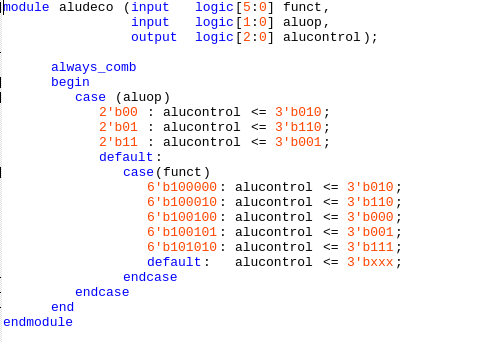 module aludeco (input   logic[5:0] funct,
                input   logic[1:0] aluop,
                output  logic[2:0] alucontrol);
      always_comb
      begin
         case (aluop)
            2'b00 : alucontrol <= 3'b010;
            2'b01 : alucontrol <= 3'b110;
            2'b11 : alucontrol <= 3'b001;
            default:
               case(funct)
                  6'b100000: alucontrol <= 3'b010;
                  6'b100010: alucontrol <= 3'b110;
                  6'b100100: alucontrol <= 3'b000;
                  6'b100101: alucontrol <= 3'b001;
                  6'b101010: alucontrol <= 3'b111;
                  default:   alucontrol <= 3'bxxx;
               endcase
         endcase
      end
endmodule